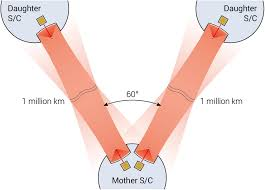 Daughter
S/C
Daughter
S/C
1 million km
60°
1 million km
Mother S/C